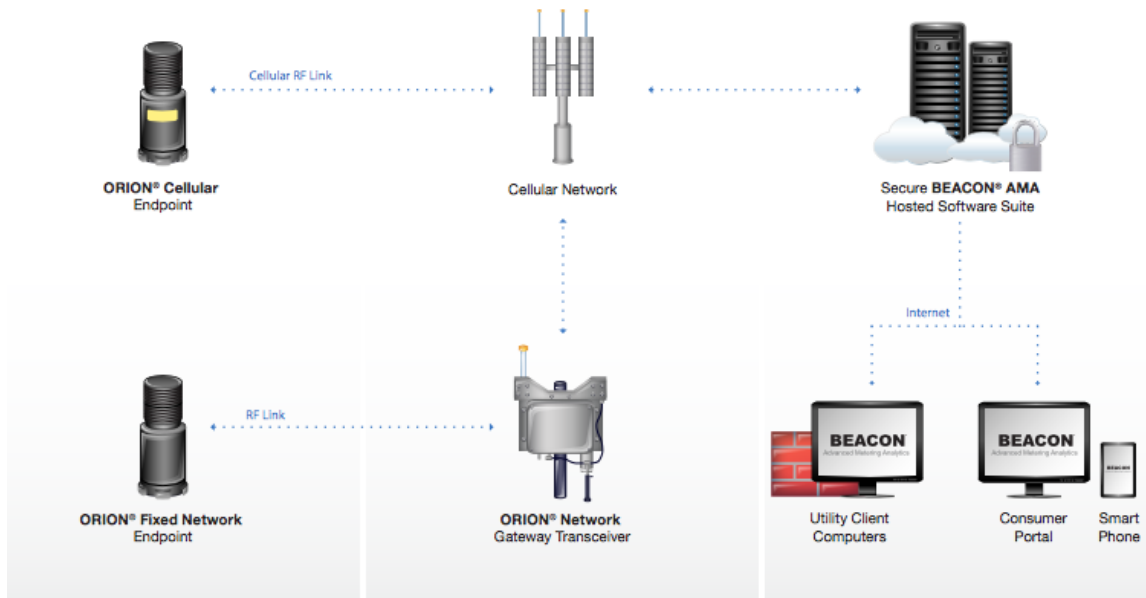 Cellular RF Link
ORION® Cellular
Endpoint
Cellular Network
Secure BEACON® AMA
Hosted Software Suite
Internet
RF Link
BEACON
Advanced Metering Analytics
BEACON
Advanced Metering Analytics
BEACON
ORION® Fixed Network
Endpoint
ORION® Network
Gateway Transceiver
Utility Client
Computers
Consumer
Portal
Smart
Phone